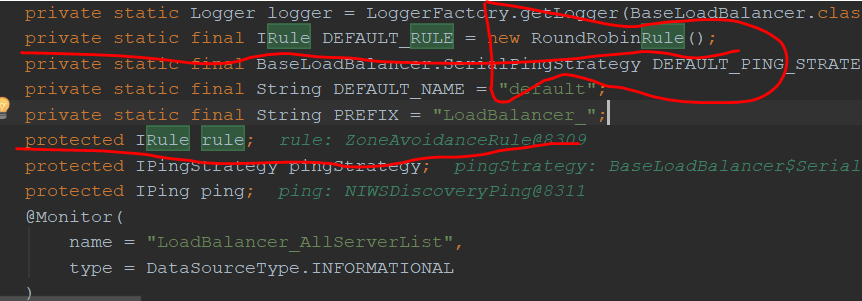 private static Logger logger = LoggerFactory.getLogger(BaseLoadBalancer.clas
private static final IRule DEFAULT_RULE = new RoundRobinRule();
private static final BaseLoadBalancer.SerialPingStrategy DEFAULT_PING_STRATE
private static final String DEFAULT_NAME = "default";
private static final String PREFIX = "LoadBalancer_";
protected IRule rule;  rule: ZoneAvoidanceRule@8309
protected IPingStrategy pingStrategy;  pingStrategy: BaseLoadBalancer$Serial
protected IPing ping;  ping: NIWSDiscoveryPing@8311
@Monitor(
name = "LoadBalancer_AllServerList",
type = DataSourceType.INFORMATIONAL
)